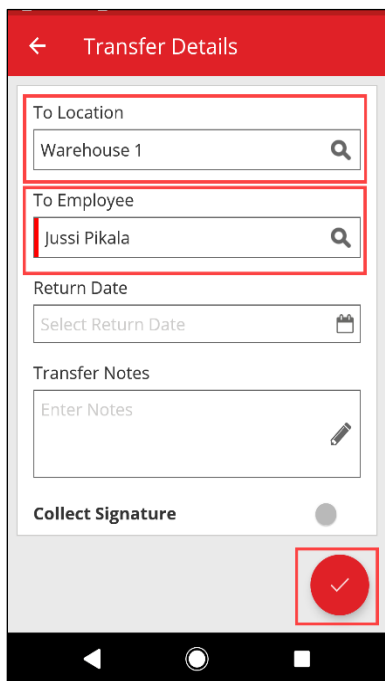 Transfer Details
To Location
Warehouse 1
To Employee
Jussi Pikala
Return Date
Select Return Date
Transfer Notes
Enter Notes
Collect Signature